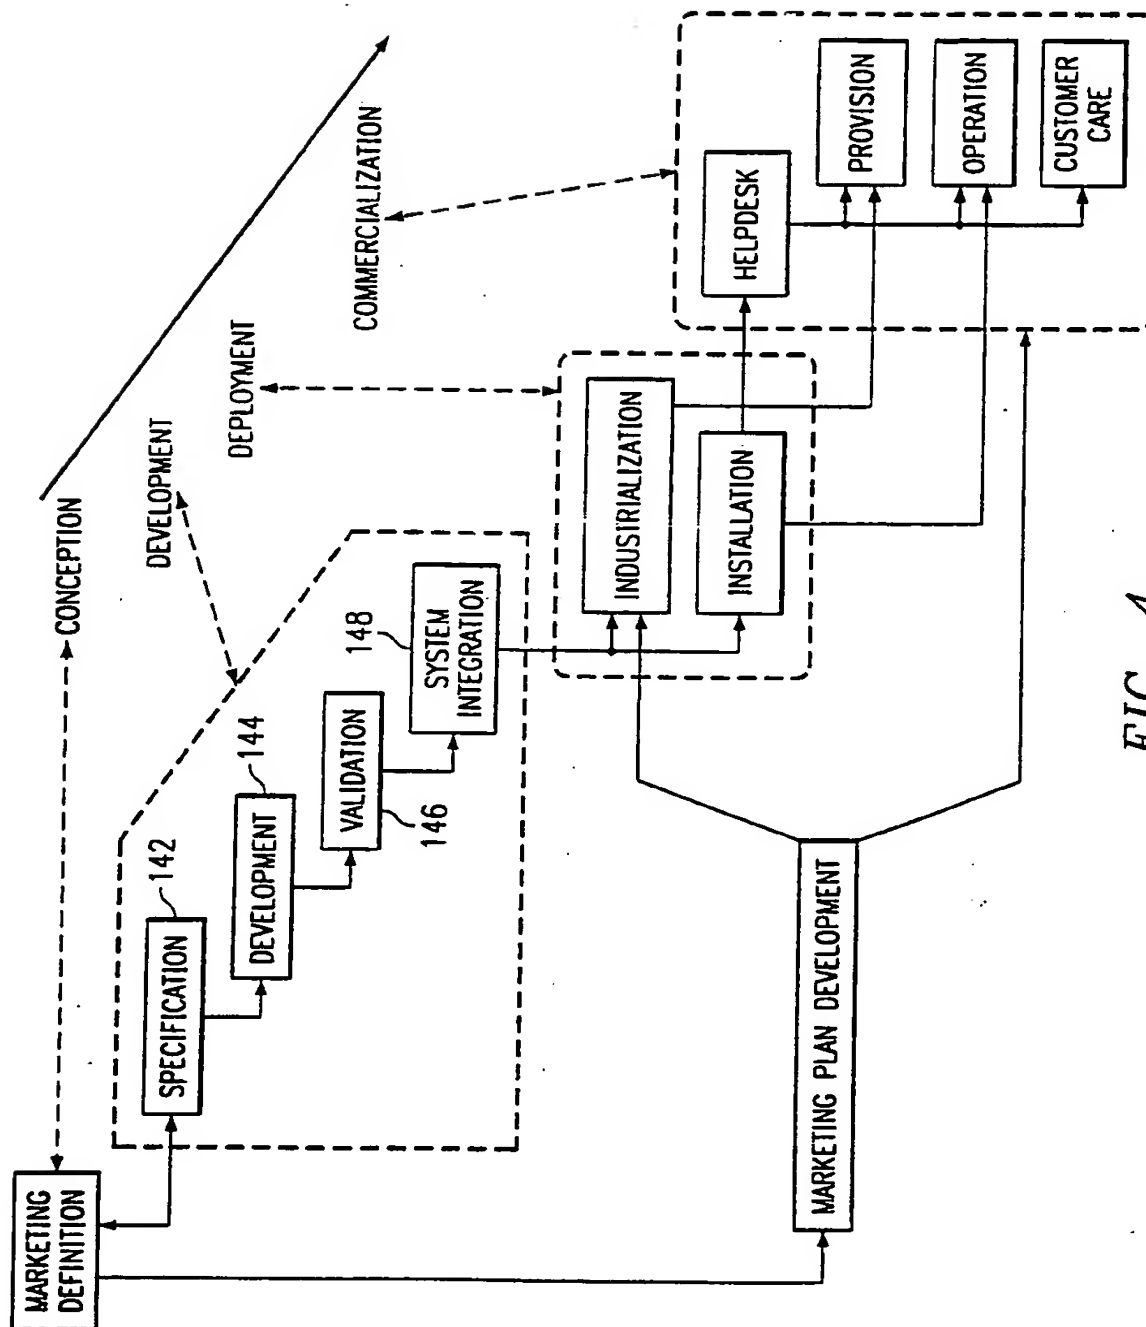 CONCEPTION
DEVELOPMENT
DEPLOYMENT
COMMERCIALIZATION
MARKETING
DEFINITION
SPECIFICATION
142
DEVELOPMENT
144
VALIDATION
146
148
SYSTEM
INTEGRATION
INDUSTRIALIZATION
INSTALLATION
HELPDESK
PROVISION
OPERATION
CUSTOMER
CARE
MARKETING PLAN DEVELOPMENT